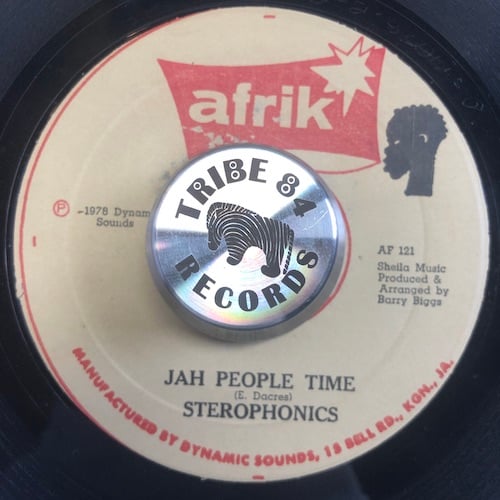 afrik
TRIBE 84
RECORDS
℗ -1978 Dynam
Sounds
AF 121
Sheila Music
Produced &
Arranged by
Barry Biggs
JAH PEOPLE TIME
(E. Dacres)
STEROPHONICS
MANUFACTURED BY DYNAMIC SOUNDS, 15 BELL RD., KGN., JA.